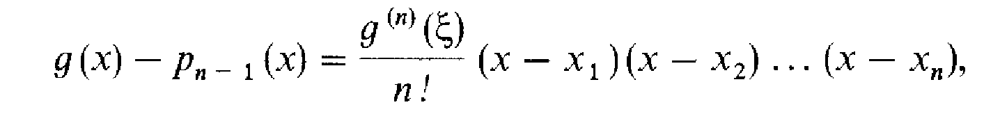 g(x) − p_{n−1}(x) = \frac{g^{(n)}(ξ)}{n!} (x − x_1)(x − x_2) … (x − x_n),